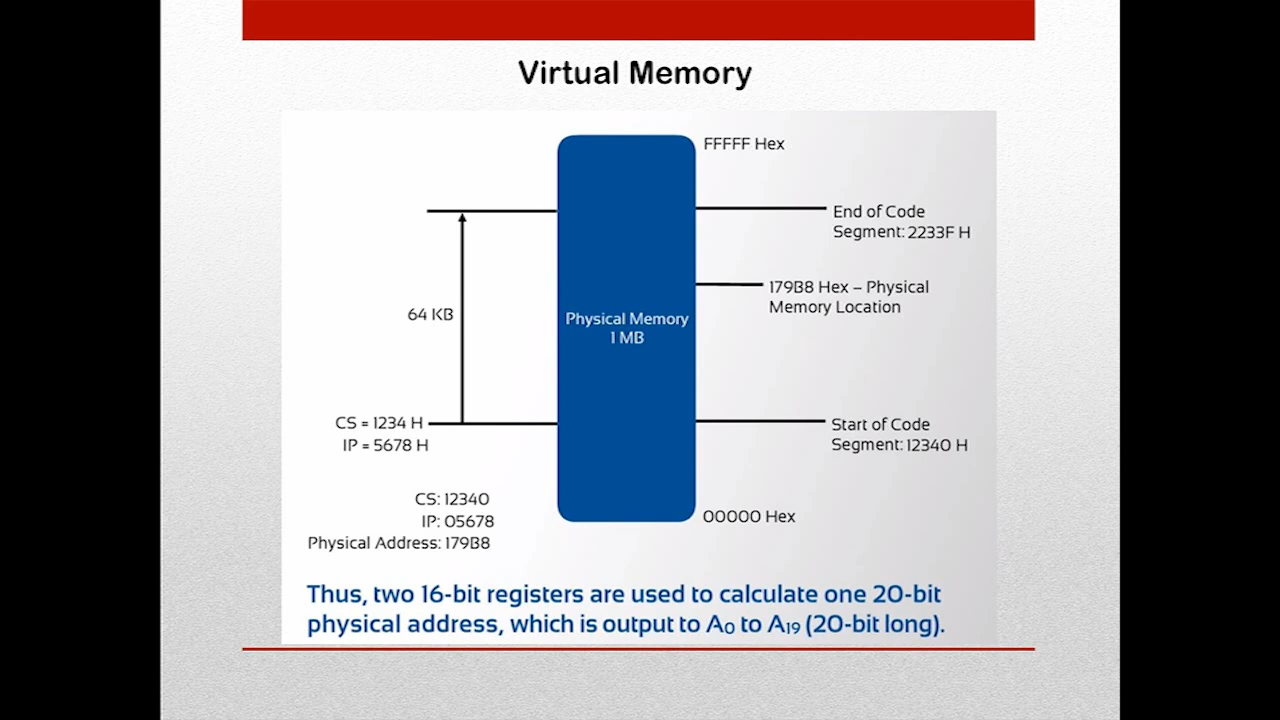 Virtual Memory
FFFFF Hex
End of Code
Segment: 2233F H
179B8 Hex – Physical
Memory Location
64 KB
Physical Memory
1 MB
CS = 1234 H
IP = 5678 H
Start of Code
Segment: 12340 H
CS: 12340
IP: 05678
Physical Address: 179B8
00000 Hex
Thus, two 16-bit registers are used to calculate one 20-bit
physical address, which is output to A0 to A19 (20-bit long).